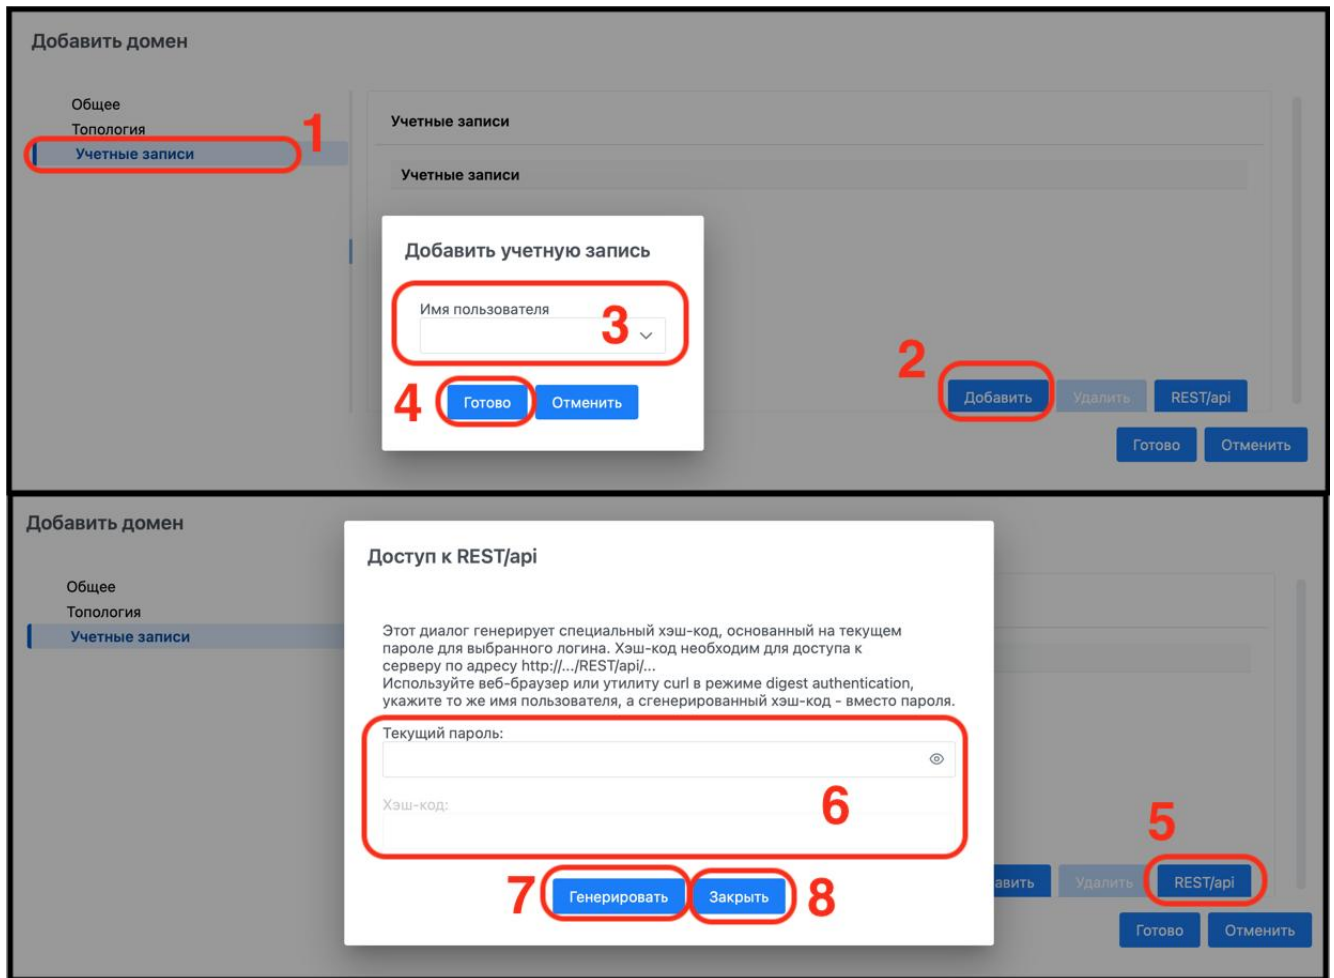 Добавить домен
Общее
Топология
1
Учетные записи
Учетные записи
Учетные записи
Добавить учетную запись
Имя пользователя
3
4
Готово
Отменить
2
Добавить
Удалить
REST/api
Готово
Отменить
Добавить домен
Общее
Топология
Учетные записи
Доступ к REST/api
Этот диалог генерирует специальный хэш-код, основанный на текущем
пароле для выбранного логина. Хэш-код необходим для доступа к
серверу по адресу http://.../REST/api/...
Используйте веб-браузер или утилиту curl в режиме digest authentication,
укажите то же имя пользователя, а сгенерированный хэш-код - вместо пароля.
Текущий пароль:
Хэш-код:
6
7
Генерировать
Закрыть
8
5
авить
Удалить
REST/api
Готово
Отменить